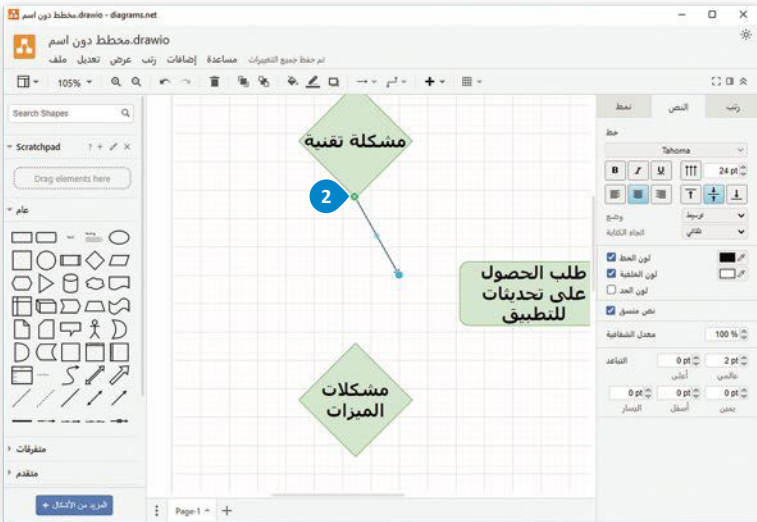 مخطط دون اسم.drawio - diagrams.net
مخطط دون اسم.drawio
ملف تعديل عرض رتب إضافات مساعدة تم حفظ جميع التغييرات
105%
Search Shapes
Scratchpad
Drag elements here
عام
متفرقات
متقدم
+ المزيد من الأشكال
مشكلة تقنية
2
طلب الحصول
على تحديثات
للتطبيق
مشكلات
الميزات
Page-1
نمط النص رتب
خط
Tahoma
B I U 24 pt
وضع توسيط
اتجاه الكتابة تلقائي
لون الخط
لون الخلفية
لون الحد
نص منسق
معدل الشفافية 100 %
التباعد 0 pt 2 pt
أعلى عالمي
0 pt 0 pt 0 pt
اليسار أسفل يمين